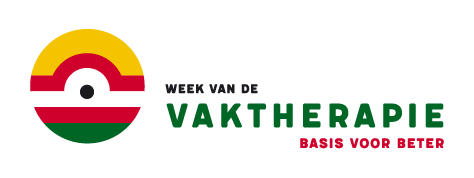 WEEK VAN DE
VAKTHERAPIE
BASIS VOOR BETER